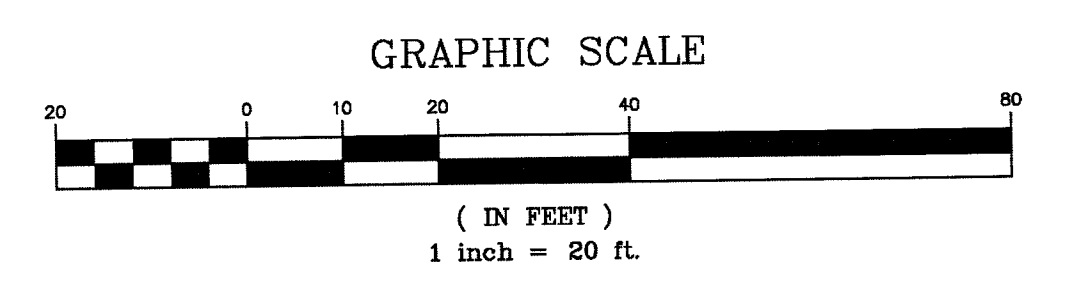 GRAPHIC SCALE
20 0 10 20 40 80
( IN FEET )
1 inch = 20 ft.